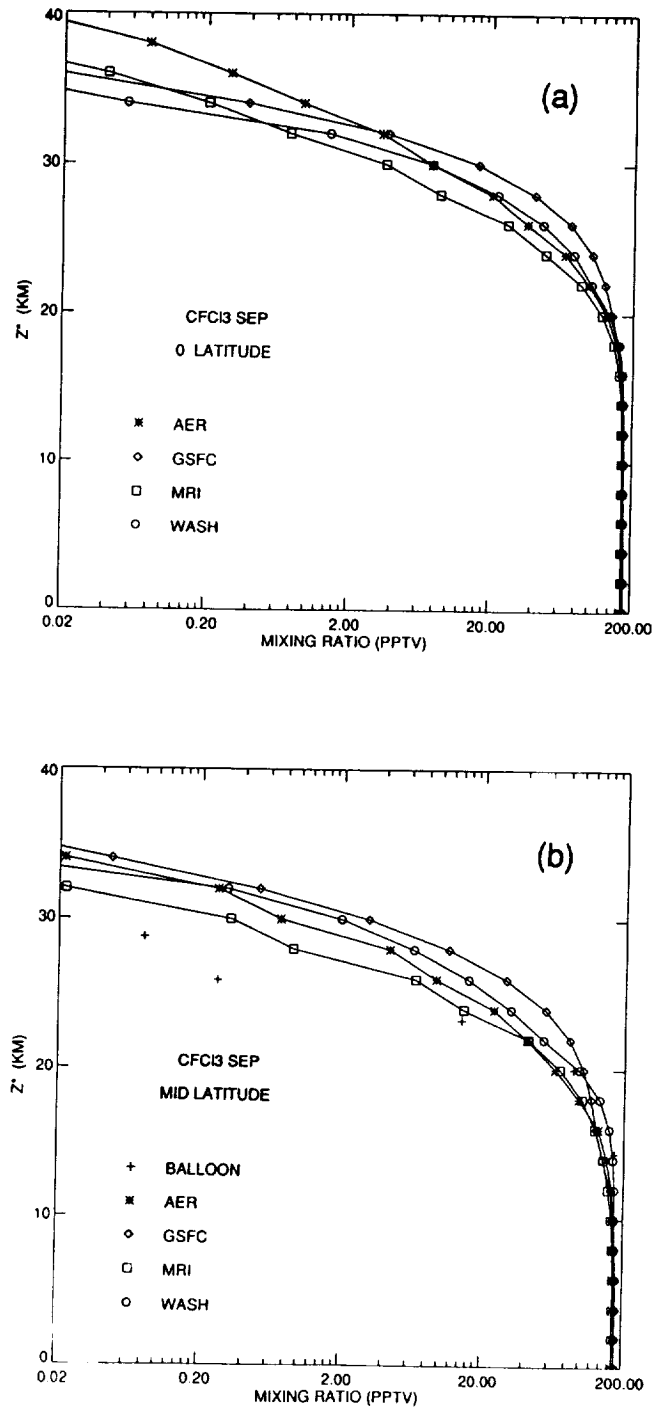 40
(a)
30
Z* (KM)
20
CFCl3 SEP
0 LATITUDE
AER
10
GSFC
MRI
WASH
0
0.02
0.20
2.00
20.00
200.00
MIXING RATIO (PPTV)
40
(b)
30
Z* (KM)
20
CFCl3 SEP
MID LATITUDE
BALLOON
AER
10
GSFC
MRI
WASH
0
0.02
0.20
2.00
20.00
200.00
MIXING RATIO (PPTV)